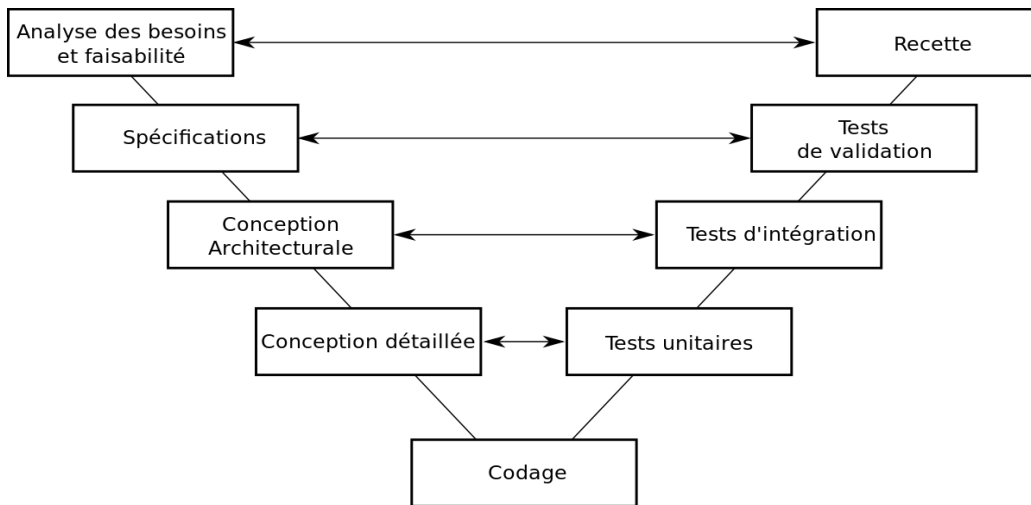 Analyse des besoins
et faisabilité
Recette
Spécifications
Tests
de validation
Conception
Architecturale
Tests d'intégration
Conception détaillée
Tests unitaires
Codage